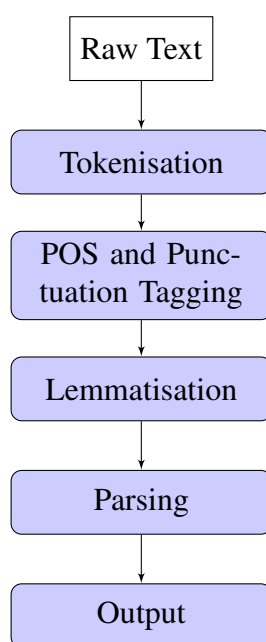 Raw Text
Tokenisation
POS and Punc-
tuation Tagging
Lemmatisation
Parsing
Output